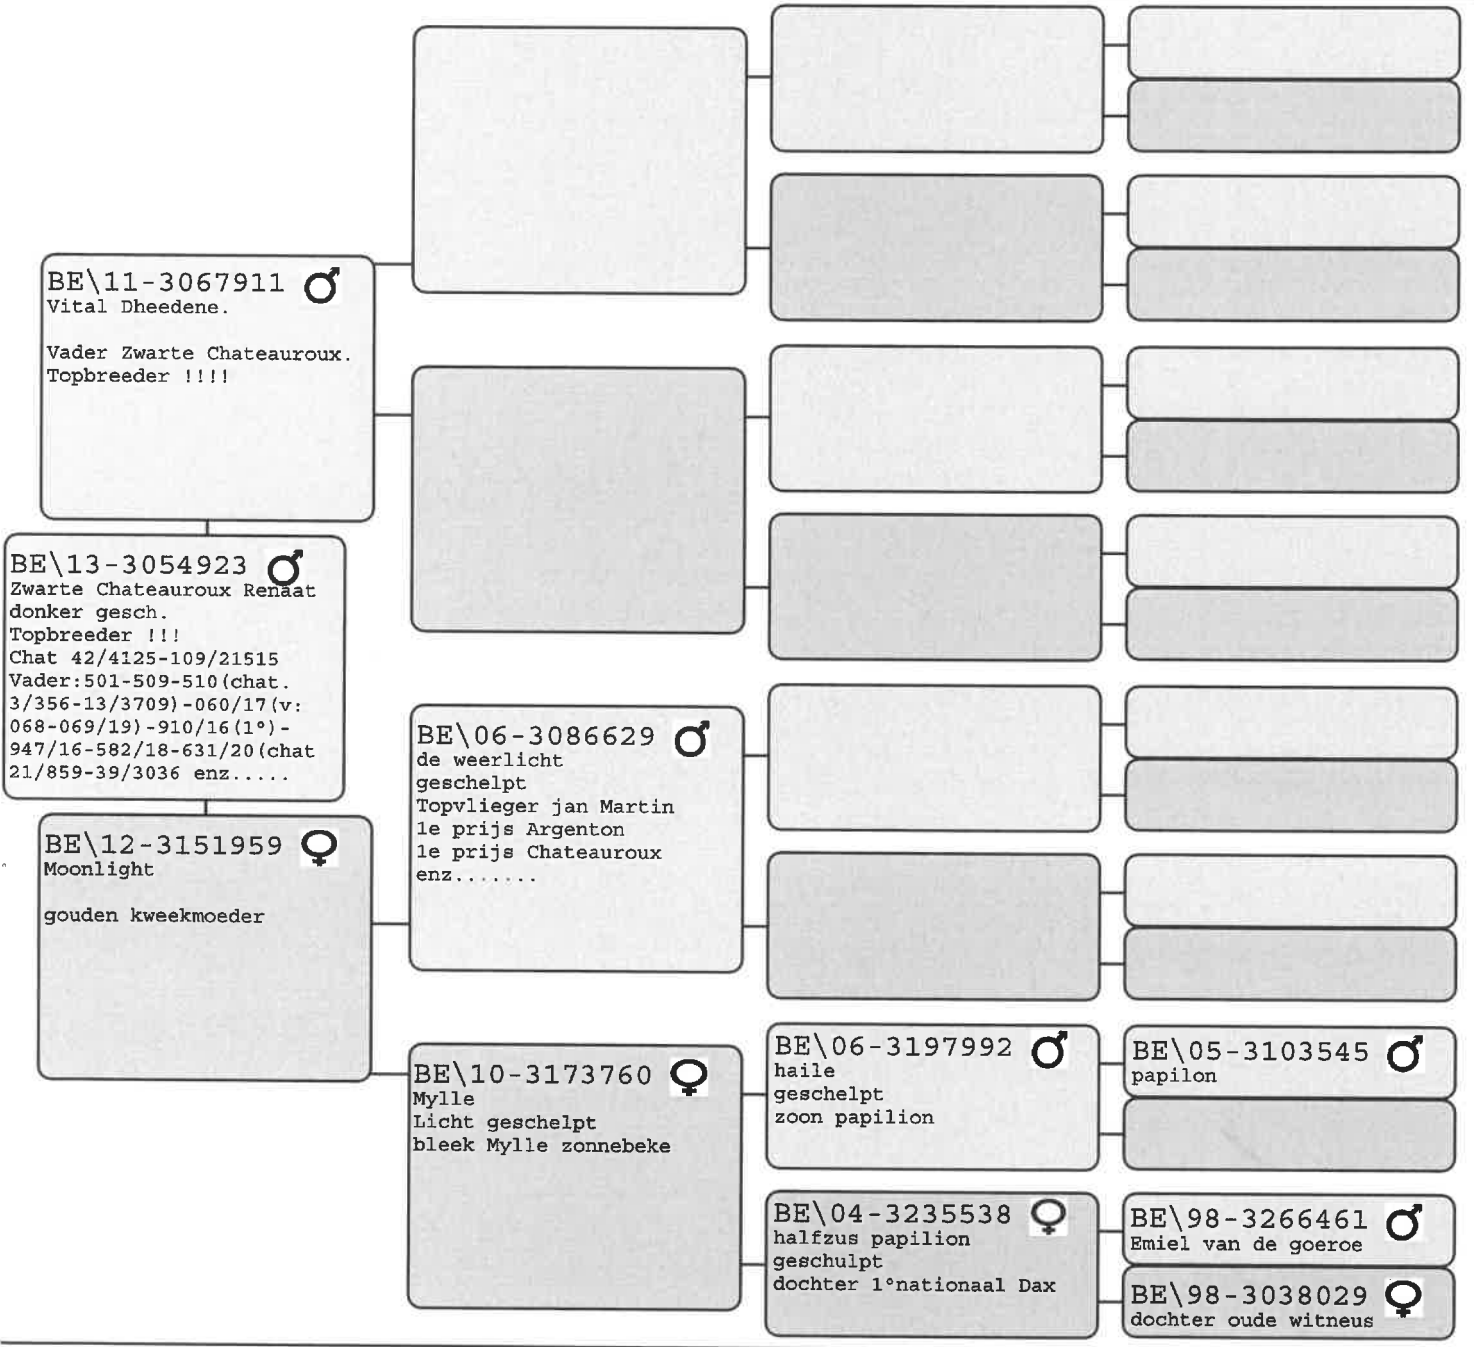 BE\11-3067911 ♂
Vital Dheedene.
Vader Zwarte Chateauroux.
Topbreeder !!!!
BE\13-3054923 ♂
Zwarte Chateauroux Renaat
donker gesch.
Topbreeder !!!
Chat 42/4125-109/21515
Vader:501-509-510(chat.
3/356-13/3709)-060/17(v:
068-069/19)-910/16(1°)-
947/16-582/18-631/20(chat
21/859-39/3036 enz.....
BE\12-3151959 ♀
Moonlight
gouden kweekmoeder
BE\06-3086629 ♂
de weerlicht
geschelpt
Topvlieger jan Martin
1e prijs Argenton
1e prijs Chateauroux
enz.......
BE\10-3173760 ♀
Mylle
Licht geschelpt
bleek Mylle zonnebeke
BE\06-3197992 ♂
haile
geschelpt
zoon papilion
BE\04-3235538 ♀
halfzus papilion
geschulpt
dochter 1°nationaal Dax
BE\05-3103545 ♂
papilon
BE\98-3266461 ♂
Emiel van de goeroe
BE\98-3038029 ♀
dochter oude witneus